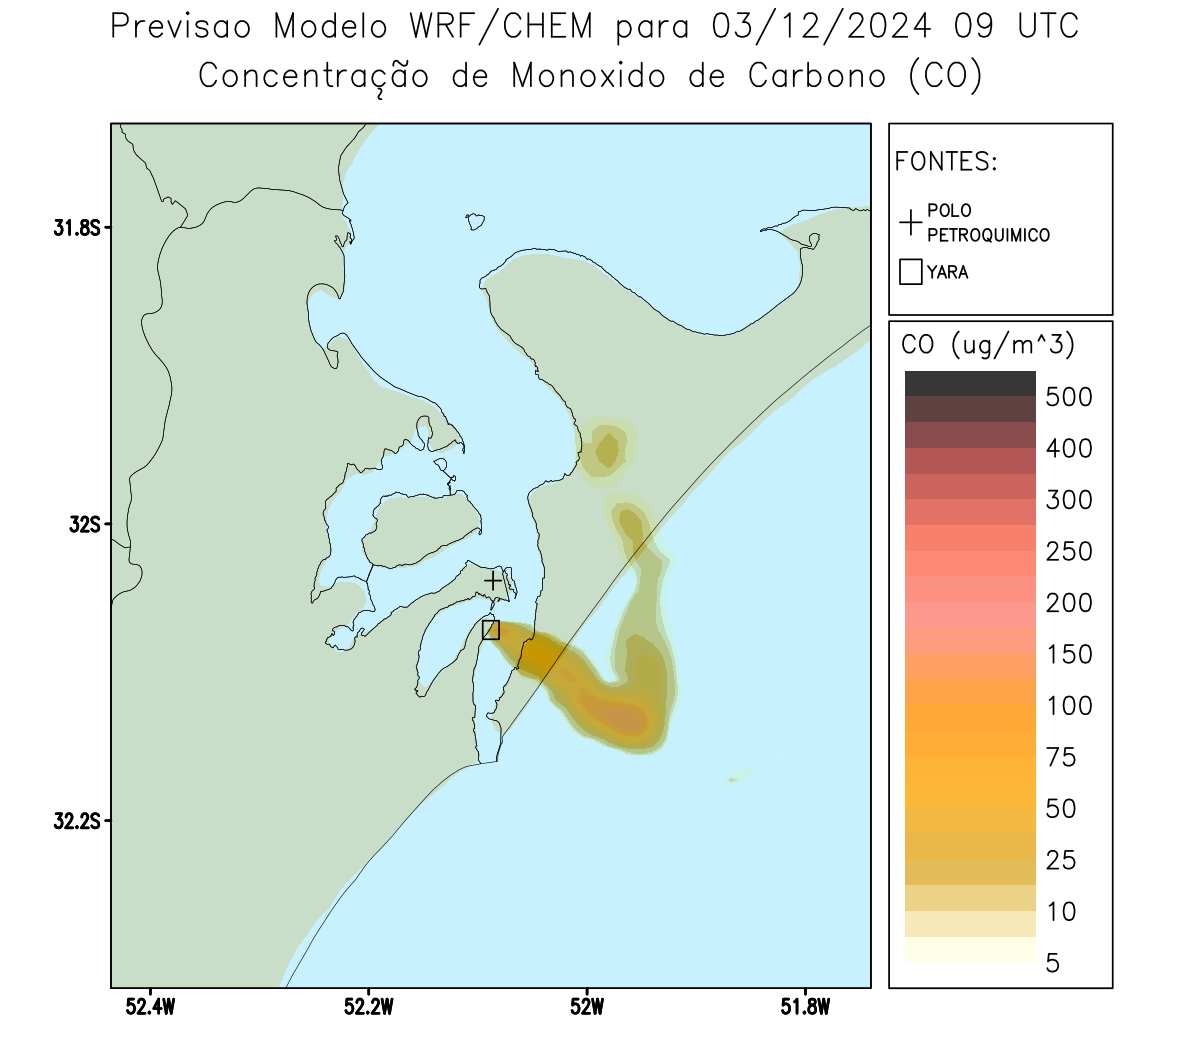 Previsao Modelo WRF/CHEM para 03/12/2024 09 UTC
Concentração de Monoxido de Carbono (CO)
31.8S
32S
32.2S
52.4W
52.2W
52W
51.8W
FONTES:
POLO
PETROQUIMICO
YARA
CO (ug/m^3)
500
400
300
250
200
150
100
75
50
25
10
5